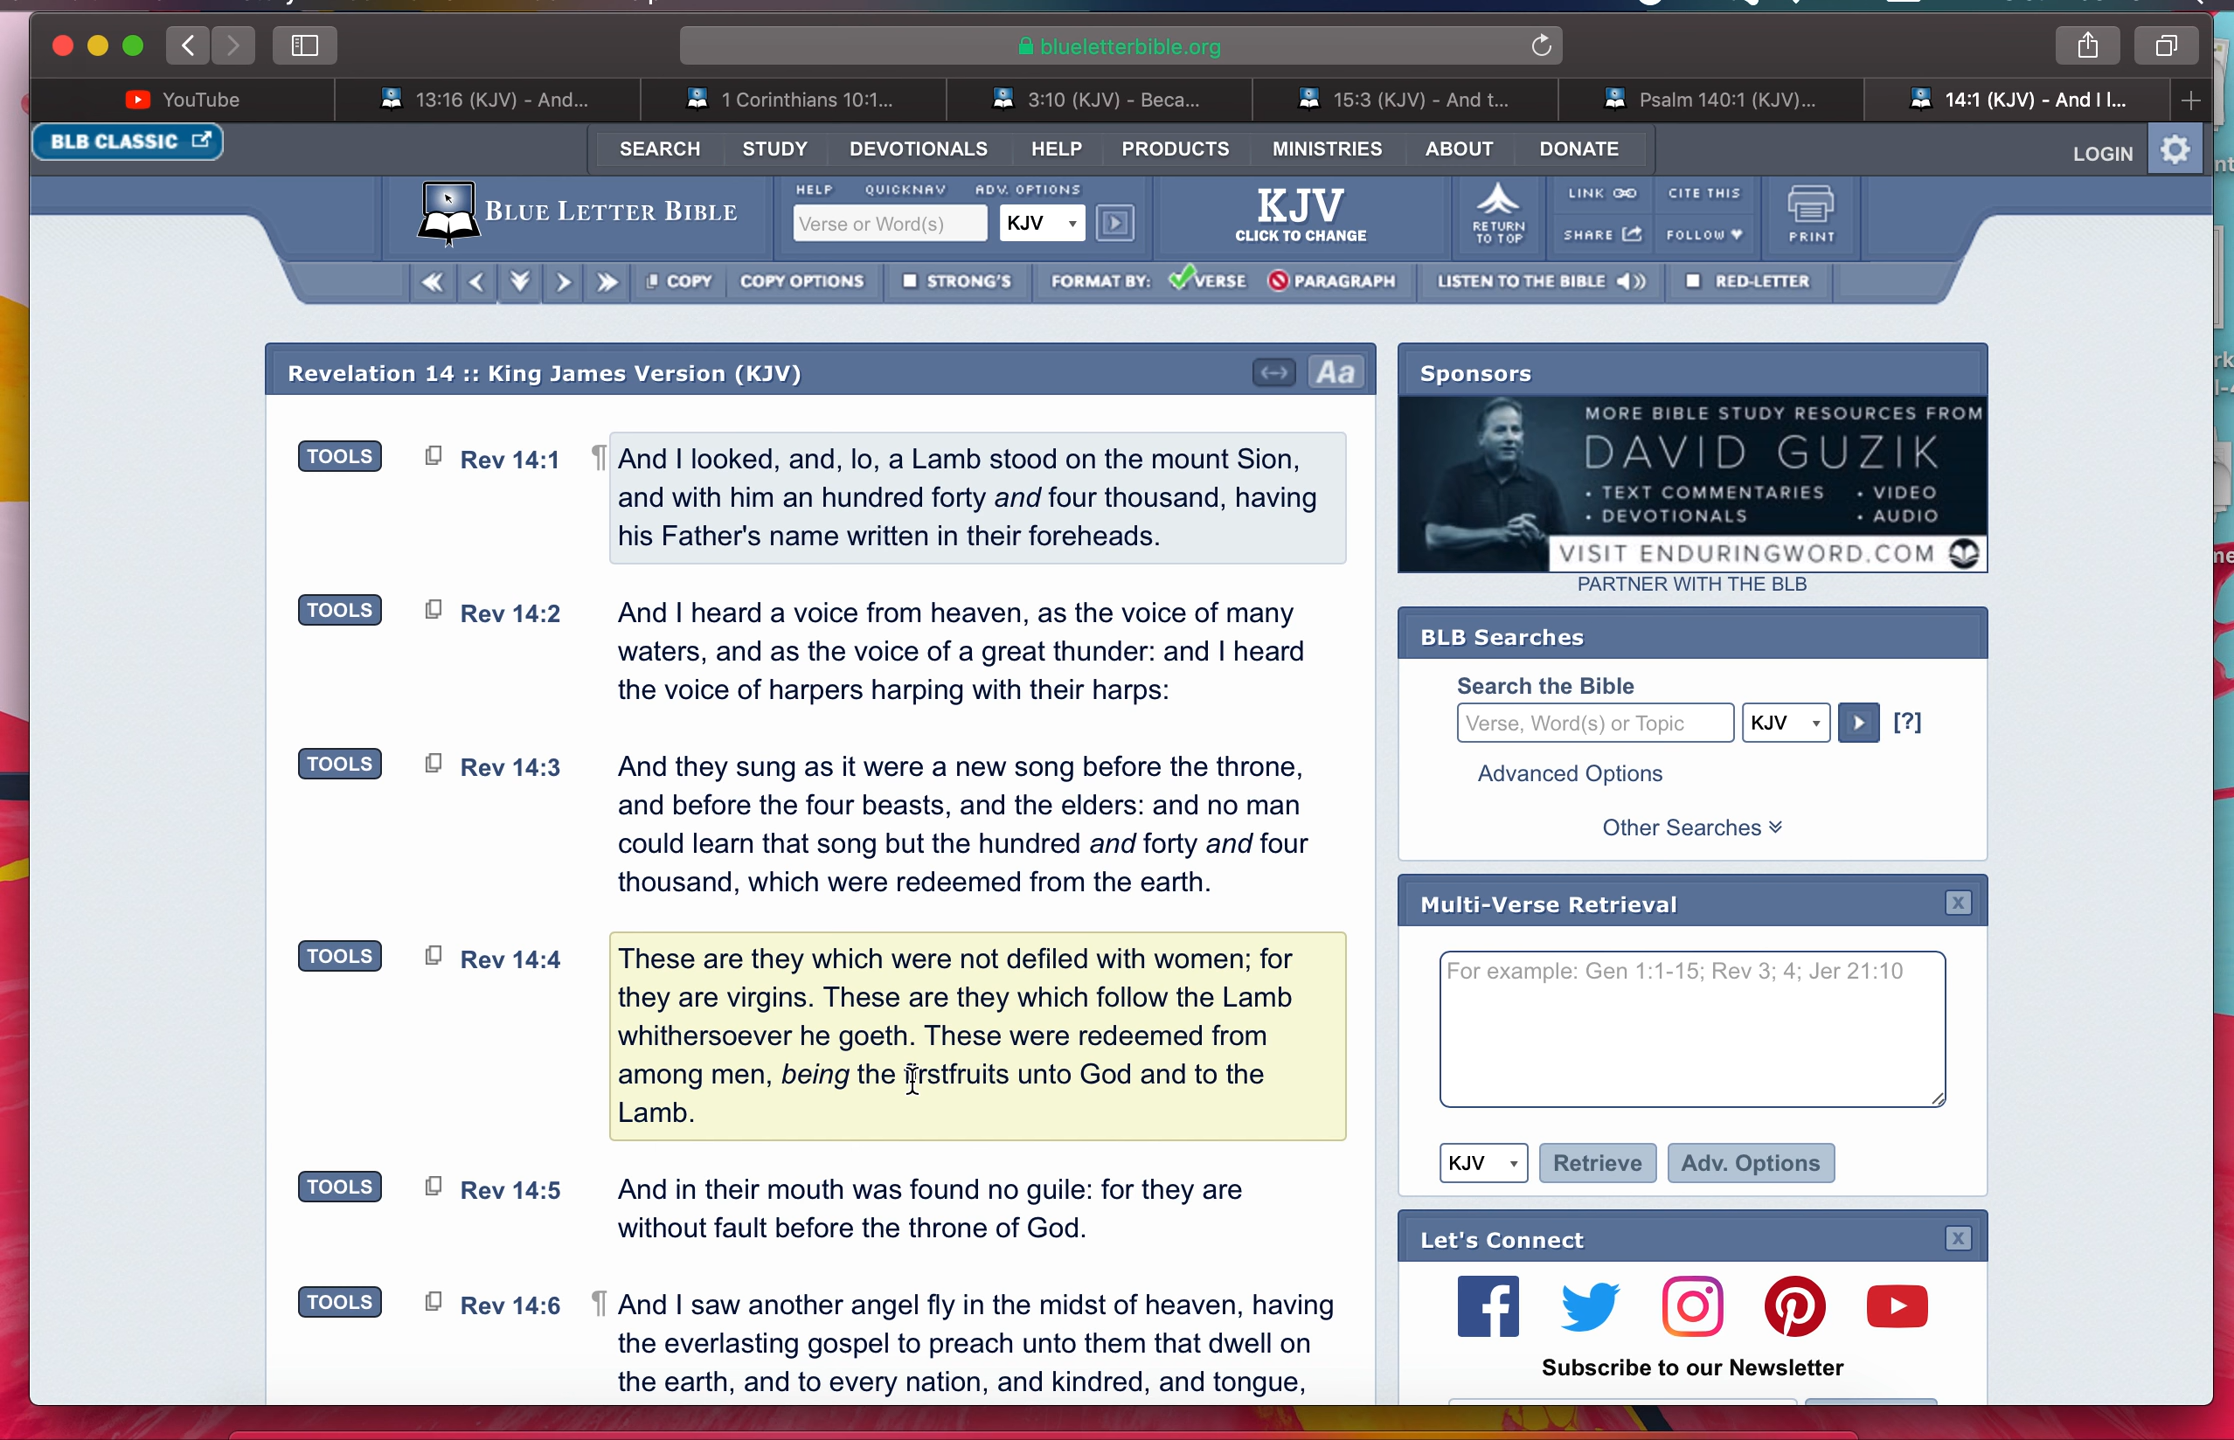 blueletterbible.org
YouTube
13:16 (KJV) - And...
1 Corinthians 10:1...
3:10 (KJV) - Beca...
15:3 (KJV) - And t...
Psalm 140:1 (KJV)...
14:1 (KJV) - And I l...
BLB CLASSIC
SEARCH STUDY DEVOTIONALS HELP PRODUCTS MINISTRIES ABOUT DONATE
LOGIN
BLUE LETTER BIBLE
HELP QUICKNAV ADV. OPTIONS
Verse or Word(s)
KJV
KJV
CLICK TO CHANGE
RETURN
TO TOP
LINK
CITE THIS
SHARE
FOLLOW
PRINT
COPY COPY OPTIONS STRONG'S FORMAT BY: VERSE PARAGRAPH LISTEN TO THE BIBLE RED-LETTER
Revelation 14 :: King James Version (KJV)
Aa
TOOLS Rev 14:1 ¶ And I looked, and, lo, a Lamb stood on the mount Sion,
and with him an hundred forty and four thousand, having
his Father's name written in their foreheads.
TOOLS Rev 14:2 And I heard a voice from heaven, as the voice of many
waters, and as the voice of a great thunder: and I heard
the voice of harpers harping with their harps:
TOOLS Rev 14:3 And they sung as it were a new song before the throne,
and before the four beasts, and the elders: and no man
could learn that song but the hundred and forty and four
thousand, which were redeemed from the earth.
TOOLS Rev 14:4 These are they which were not defiled with women; for
they are virgins. These are they which follow the Lamb
whithersoever he goeth. These were redeemed from
among men, being the firstfruits unto God and to the
Lamb.
TOOLS Rev 14:5 And in their mouth was found no guile: for they are
without fault before the throne of God.
TOOLS Rev 14:6 ¶ And I saw another angel fly in the midst of heaven, having
the everlasting gospel to preach unto them that dwell on
the earth, and to every nation, and kindred, and tongue,
Sponsors
MORE BIBLE STUDY RESOURCES FROM
DAVID GUZIK
• TEXT COMMENTARIES • VIDEO
• DEVOTIONALS • AUDIO
VISIT ENDURINGWORD.COM
PARTNER WITH THE BLB
BLB Searches
Search the Bible
Verse, Word(s) or Topic
KJV
[?]
Advanced Options
Other Searches
Multi-Verse Retrieval
X
For example: Gen 1:1-15; Rev 3; 4; Jer 21:10
KJV
Retrieve
Adv. Options
Let's Connect
X
Subscribe to our Newsletter